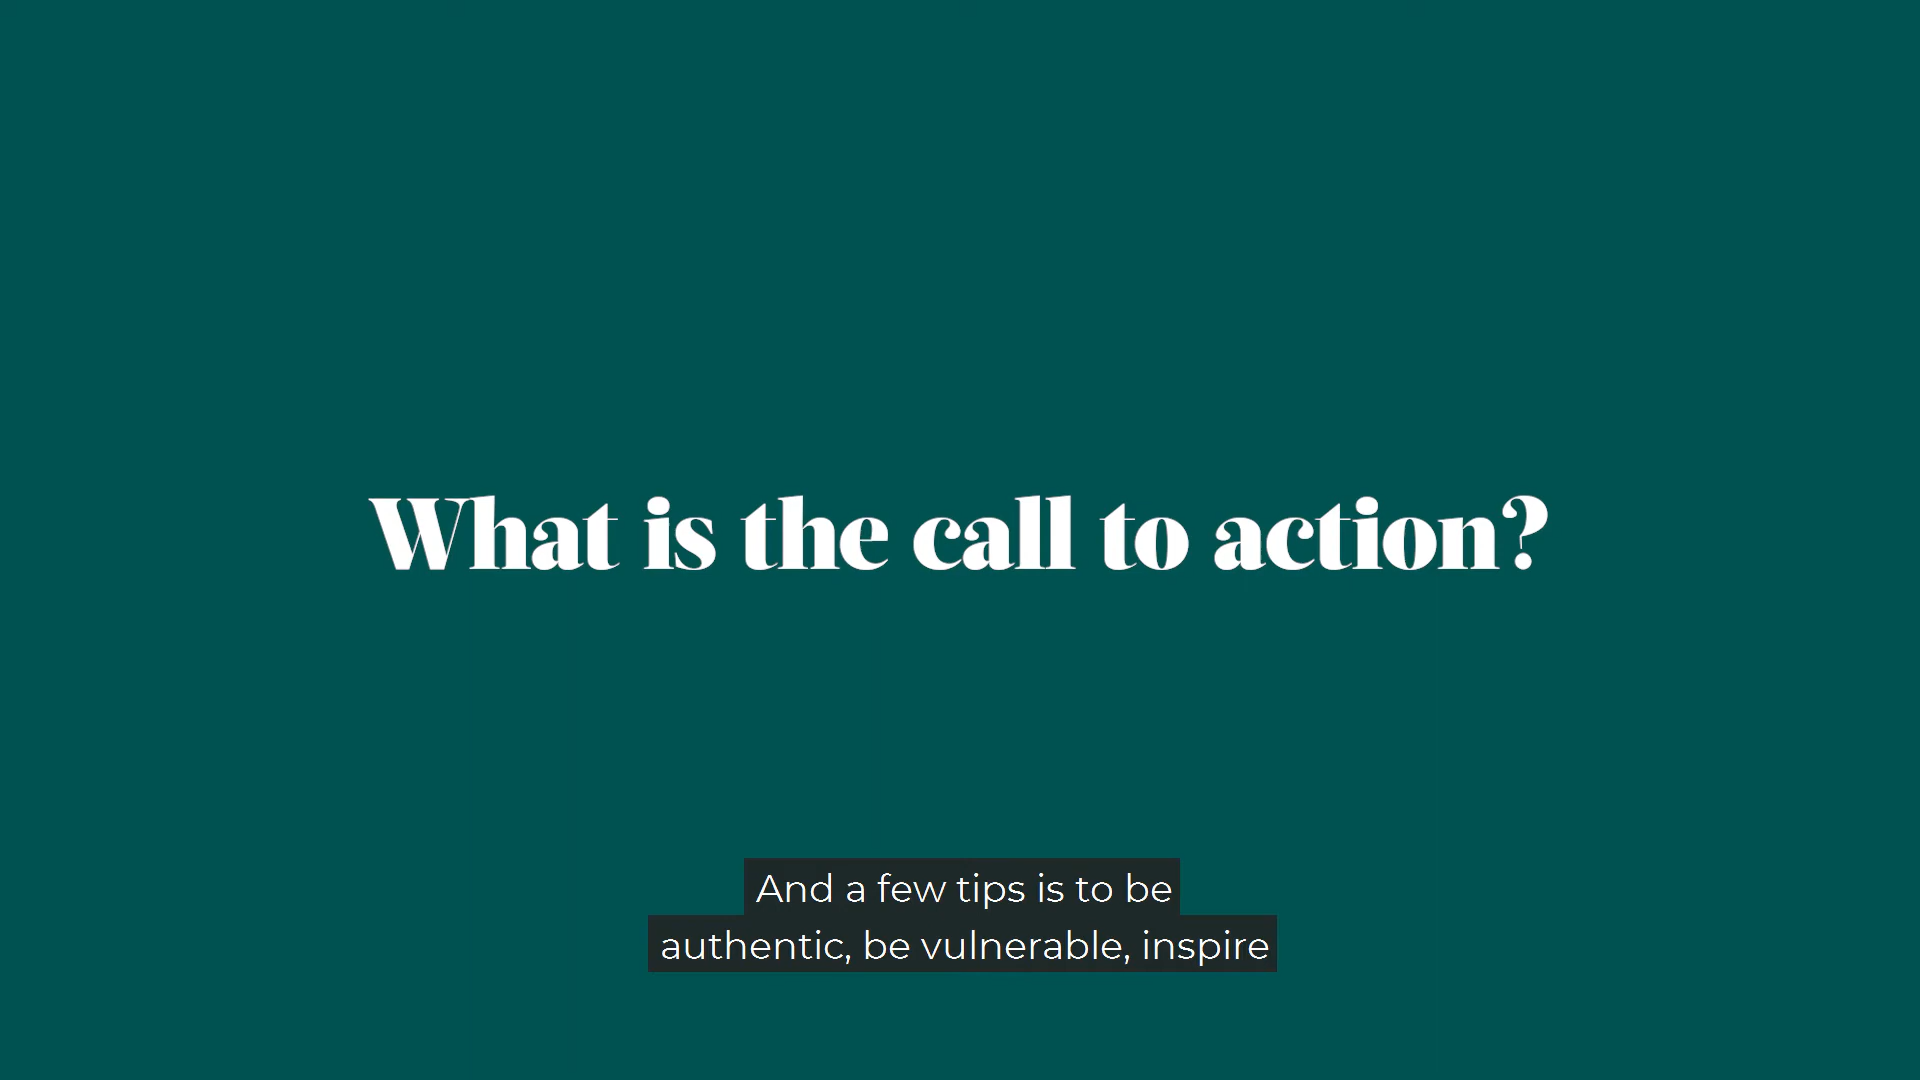 What is the call to action?
And a few tips is to be
authentic, be vulnerable, inspire